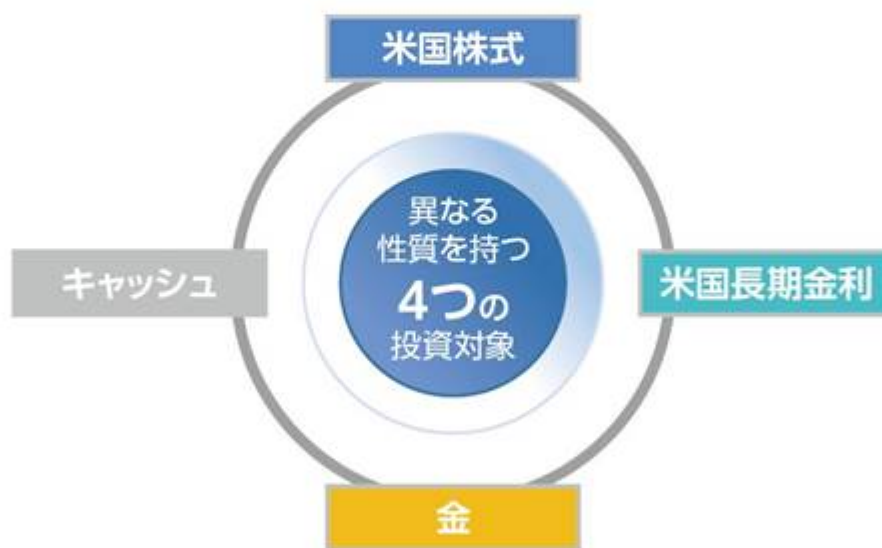 米国株式
異なる
性質を持つ
4つの
投資対象
キャッシュ
米国長期金利
金